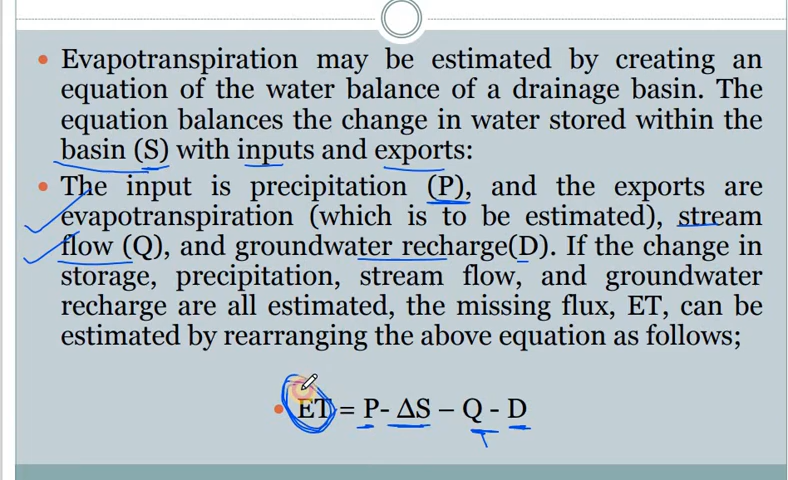 • Evapotranspiration may be estimated by creating an
equation of the water balance of a drainage basin. The
equation balances the change in water stored within the
basin (S) with inputs and exports:
• The input is precipitation (P), and the exports are
evapotranspiration (which is to be estimated), stream
flow (Q), and groundwater recharge(D). If the change in
storage, precipitation, stream flow, and groundwater
recharge are all estimated, the missing flux, ET, can be
estimated by rearranging the above equation as follows;
• ET = P- ΔS – Q - D